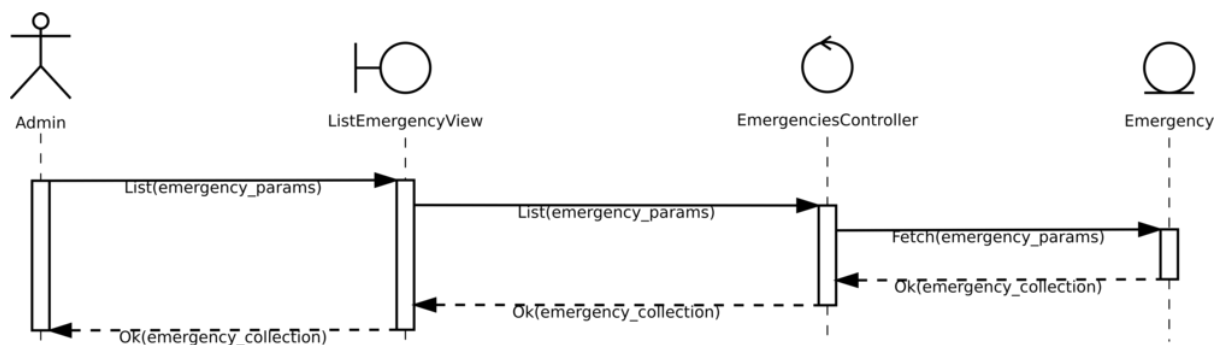 Admin
ListEmergencyView
EmergenciesController
Emergency
List(emergency_params)
List(emergency_params)
Fetch(emergency_params)
Ok(emergency_collection)
Ok(emergency_collection)
Ok(emergency_collection)